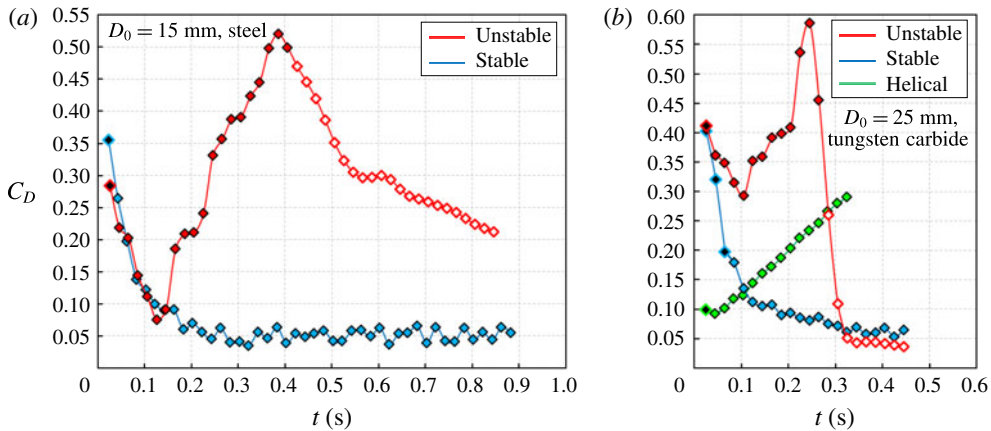 (a)
D₀ = 15 mm, steel
Unstable
Stable
0.55
0.50
0.45
0.40
0.35
0.30
0.25
0.20
0.15
0.10
0.05
C_D
0 0.1 0.2 0.3 0.4 0.5 0.6 0.7 0.8 0.9 1.0
t (s)
(b)
Unstable
Stable
Helical
D₀ = 25 mm,
tungsten carbide
0.60
0.55
0.50
0.45
0.40
0.35
0.30
0.25
0.20
0.15
0.10
0.05
0 0.1 0.2 0.3 0.4 0.5 0.6
t (s)